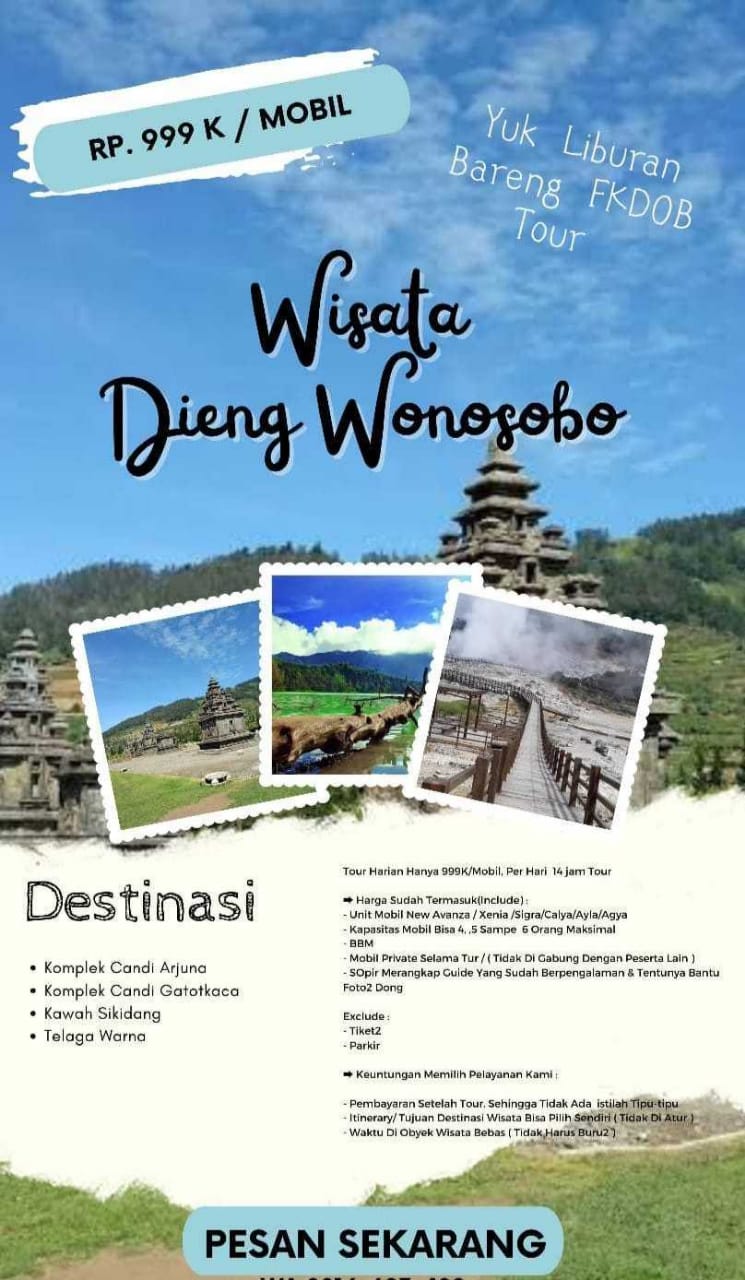 RP. 999 K / MOBIL
Yuk Liburan
Bareng FKDOB
Tour
Wisata
Dieng Wonosobo
Destinasi
• Komplek Candi Arjuna
• Komplek Candi Gatotkaca
• Kawah Sikidang
• Telaga Warna
Tour Harian Hanya 999K/Mobil, Per Hari 14 jam Tour
➡ Harga Sudah Termasuk(Include) :
- Unit Mobil New Avanza / Xenia /Sigra/Calya/Ayla/Agya
- Kapasitas Mobil Bisa 4, ,5 Sampe 6 Orang Maksimal
- BBM
- Mobil Private Selama Tur / ( Tidak Di Gabung Dengan Peserta Lain )
- SOpir Merangkap Guide Yang Sudah Berpengalaman & Tentunya Bantu
Foto2 Dong
Exclude :
- Tiket2
- Parkir
➡ Keuntungan Memilih Pelayanan Kami :
- Pembayaran Setelah Tour, Sehingga Tidak Ada istilah Tipu-tipu
- Itinerary/ Tujuan Destinasi Wisata Bisa Pilih Sendiri ( Tidak Di Atur )
- Waktu Di Obyek Wisata Bebas ( Tidak Harus Buru2 )
PESAN SEKARANG